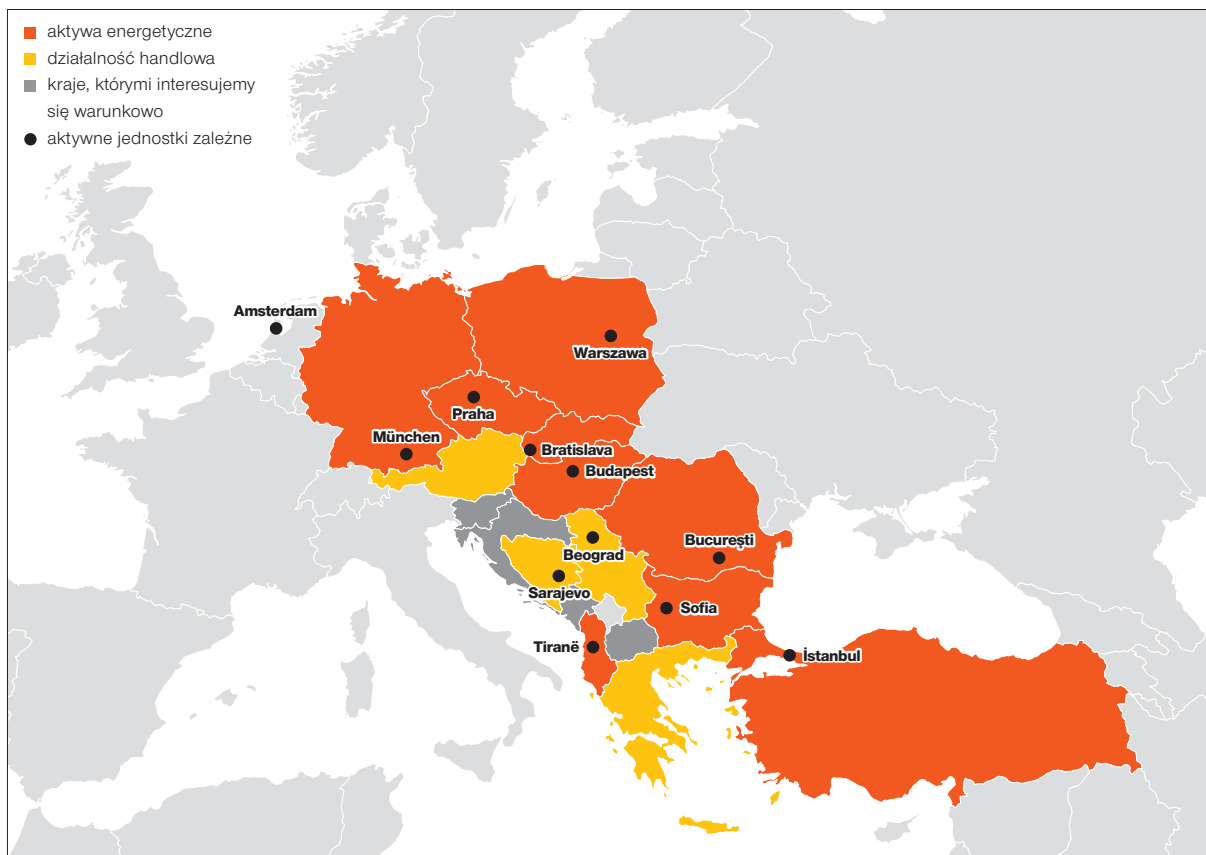 aktywa energetyczne
działalność handlowa
kraje, którymi interesujemy
się warunkowo
aktywne jednostki zależne
Amsterdam
Warszawa
Praha
München
Bratislava
Budapest
Beograd
București
Sarajevo
Sofia
Tiranë
İstanbul